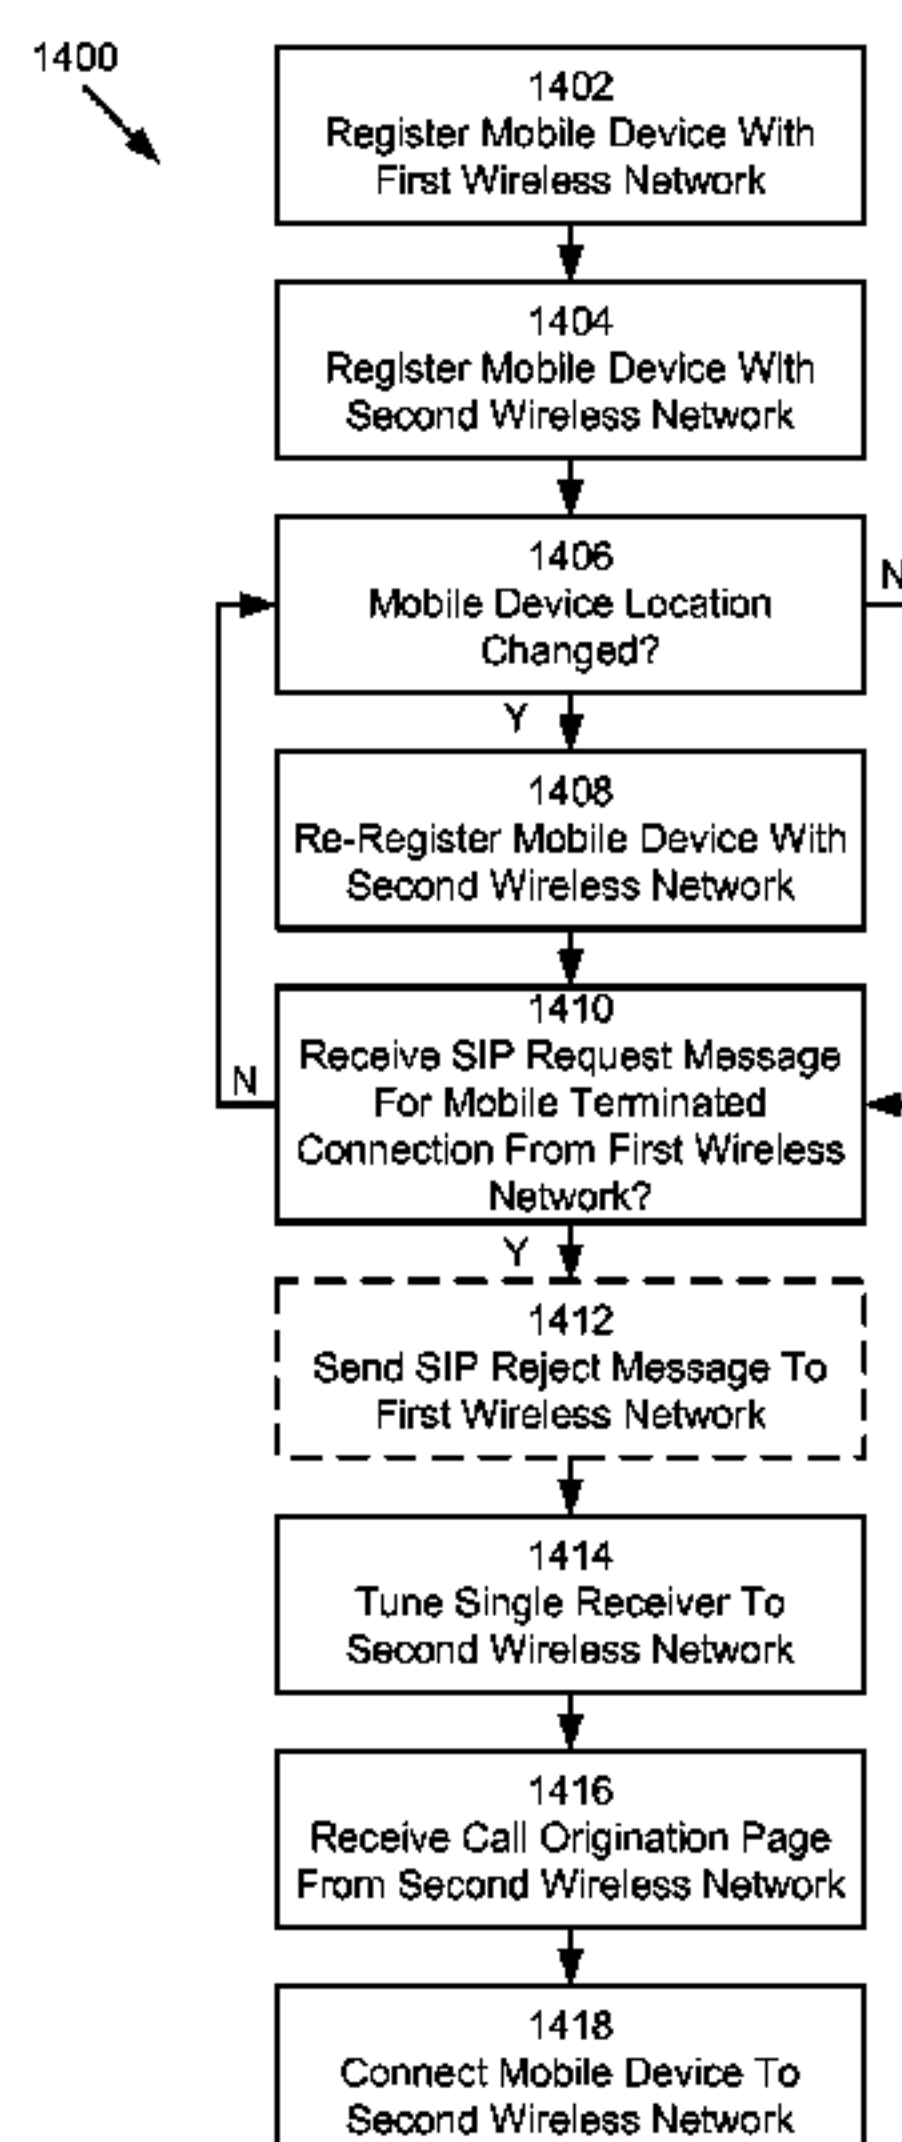 1400
1402
Register Mobile Device With
First Wireless Network
1404
Register Mobile Device With
Second Wireless Network
1406
Mobile Device Location
Changed?
N
Y
1408
Re-Register Mobile Device With
Second Wireless Network
1410
Receive SIP Request Message
For Mobile Terminated
Connection From First Wireless
Network?
N
Y
1412
Send SIP Reject Message To
First Wireless Network
1414
Tune Single Receiver To
Second Wireless Network
1416
Receive Call Origination Page
From Second Wireless Network
1418
Connect Mobile Device To
Second Wireless Network